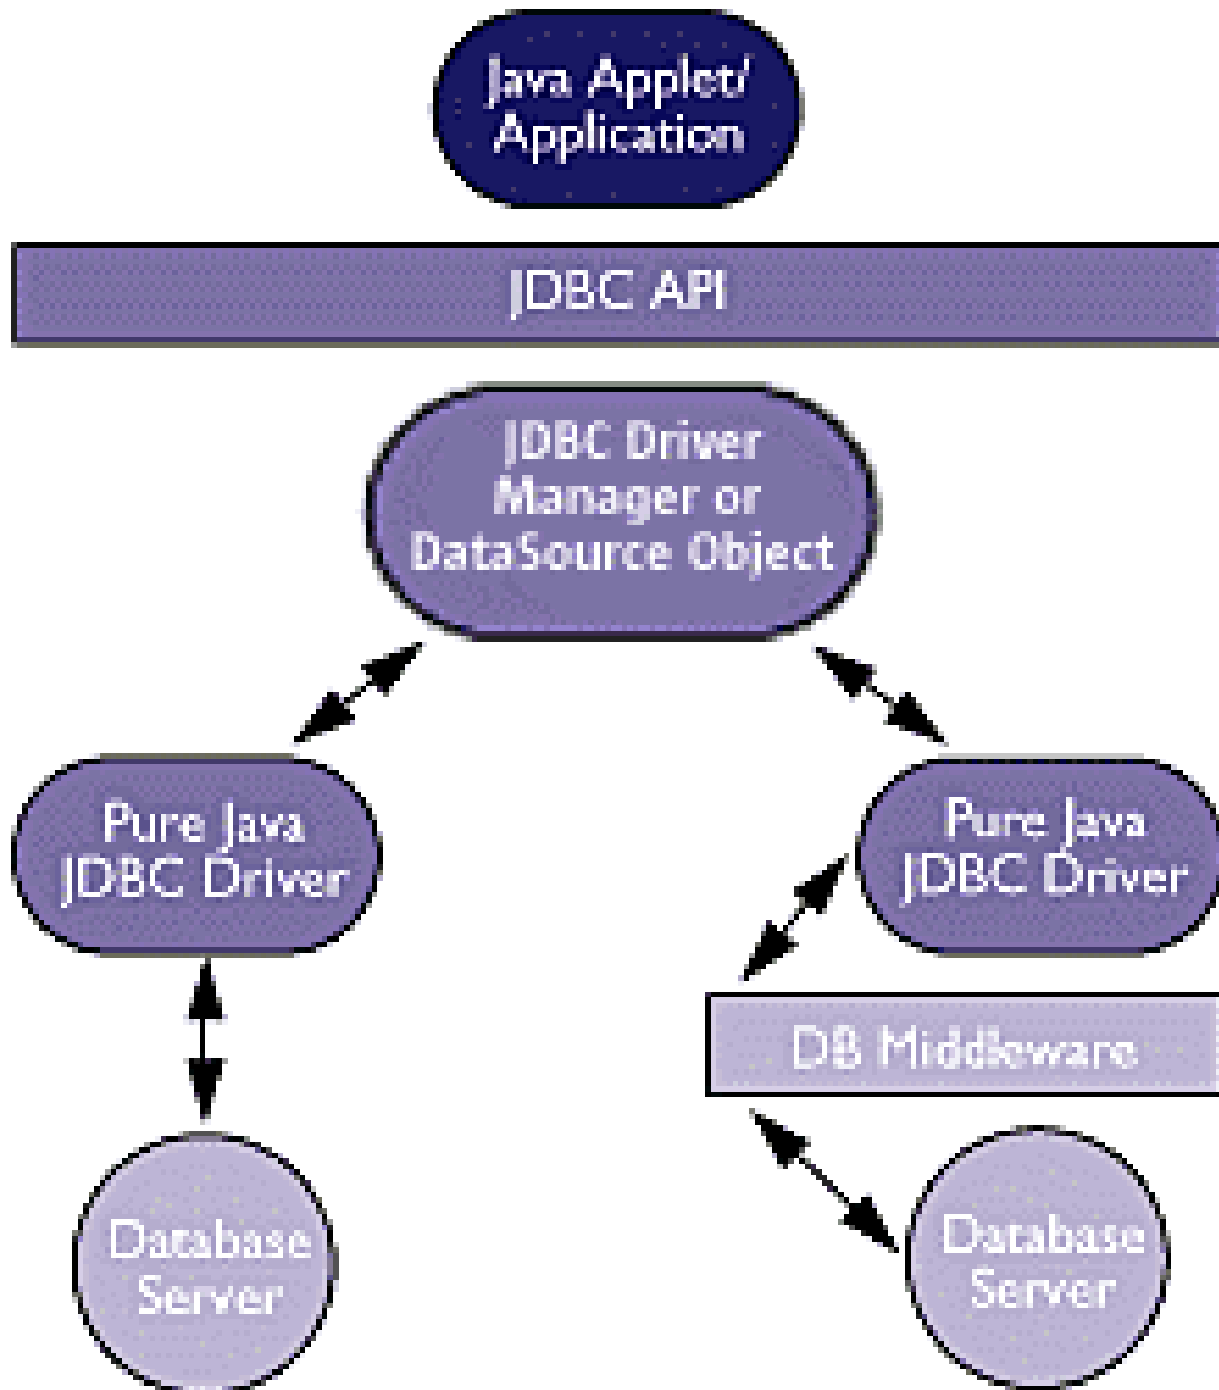 Java Applet/
Application
JDBC API
JDBC Driver
Manager or
DataSource Object
Pure Java
JDBC Driver
Pure Java
JDBC Driver
DB Middleware
Database
Server
Database
Server